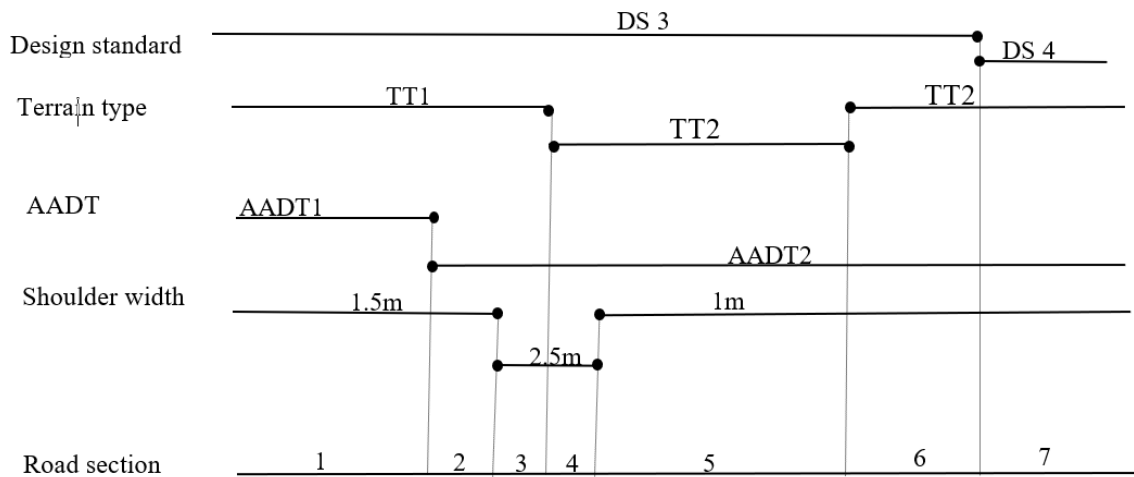 DS 3
Design standard
DS 4
Terrain type
TT1
TT2
TT2
AADT
AADT1
AADT2
Shoulder width
1.5m
1m
2.5m
Road section
1 2 3 4 5 6 7